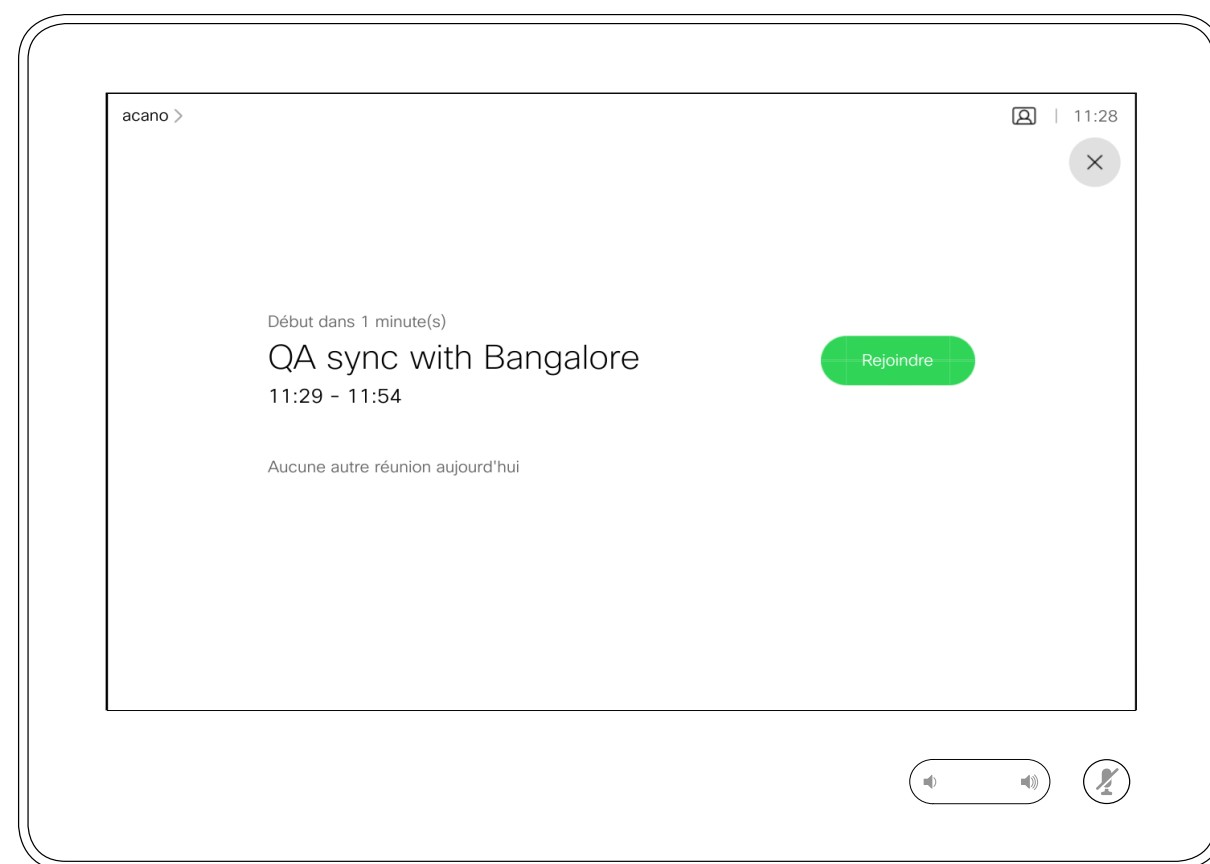 acano
11:28
Début dans 1 minute(s)
QA sync with Bangalore
Rejoindre
11:29 - 11:54
Aucune autre réunion aujourd'hui